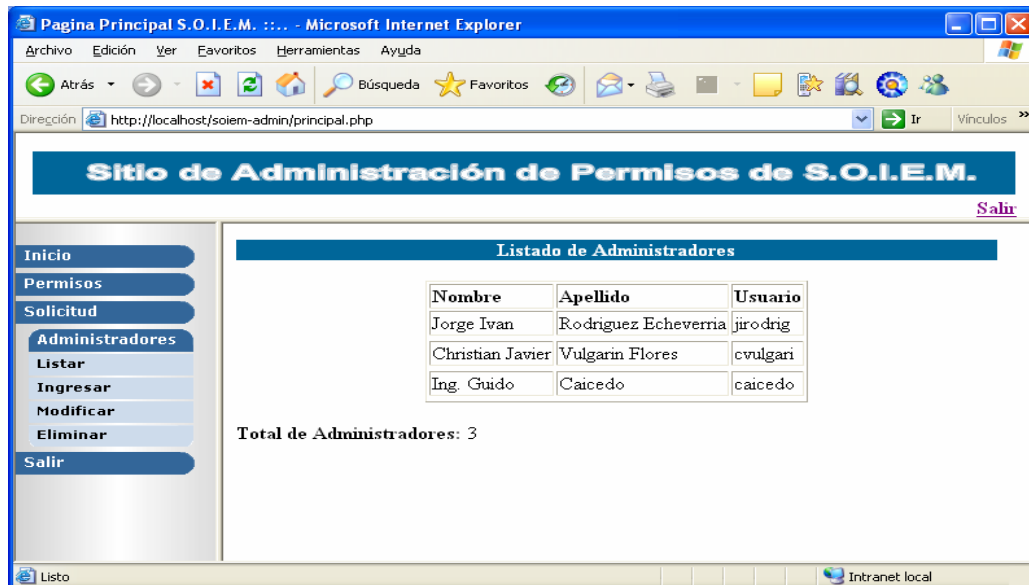 Pagina Principal S.O.I.E.M. ::.. - Microsoft Internet Explorer
Archivo Edición Ver Favoritos Herramientas Ayuda
Atrás Búsqueda Favoritos
Dirección http://localhost/soiem-admin/principal.php Ir Vínculos »
Sitio de Administración de Permisos de S.O.I.E.M.
Salir
Inicio
Permisos
Solicitud
Administradores
Listar
Ingresar
Modificar
Eliminar
Salir
Listado de Administradores
Nombre Apellido Usuario
Jorge Ivan Rodriguez Echeverria jirodrig
Christian Javier Vulgarin Flores cvulgari
Ing. Guido Caicedo caicedo
Total de Administradores: 3
Listo Intranet local